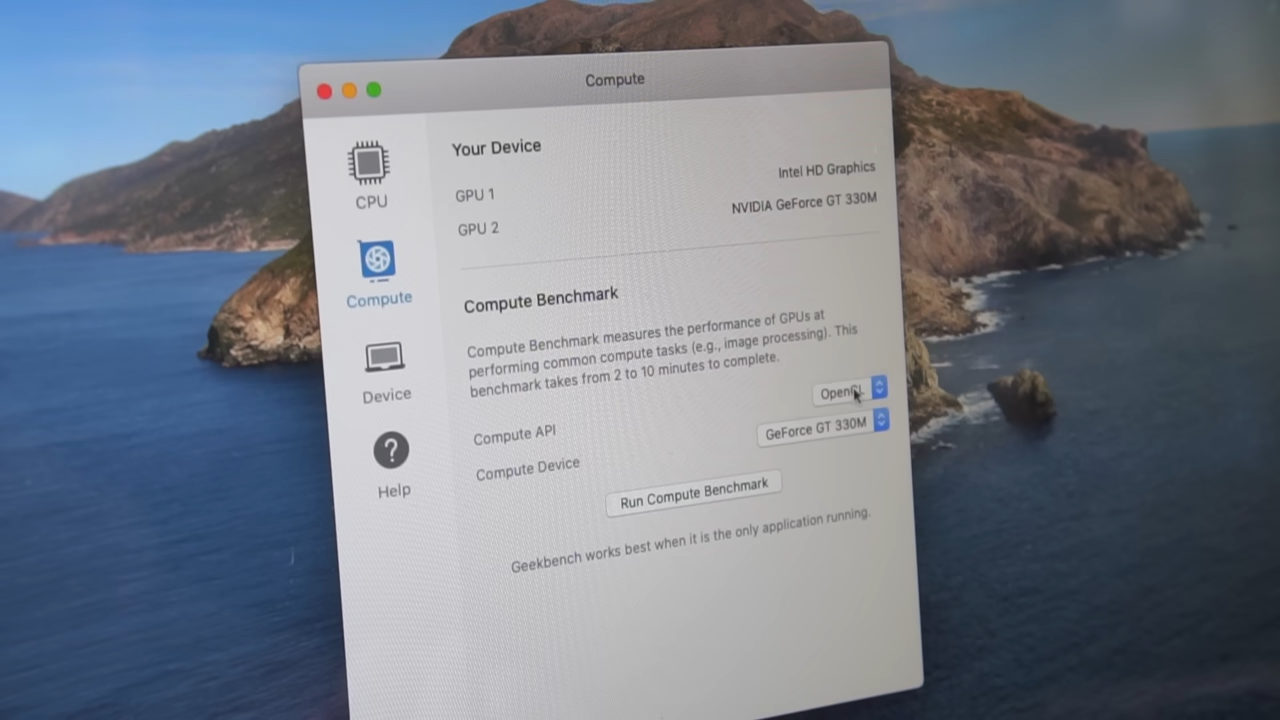 Compute
CPU
Compute
Device
Help
Your Device
GPU 1
Intel HD Graphics
GPU 2
NVIDIA GeForce GT 330M
Compute Benchmark
Compute Benchmark measures the performance of GPUs at
performing common compute tasks (e.g., image processing). This
benchmark takes from 2 to 10 minutes to complete.
Compute API
OpenCL
Compute Device
GeForce GT 330M
Run Compute Benchmark
Geekbench works best when it is the only application running.